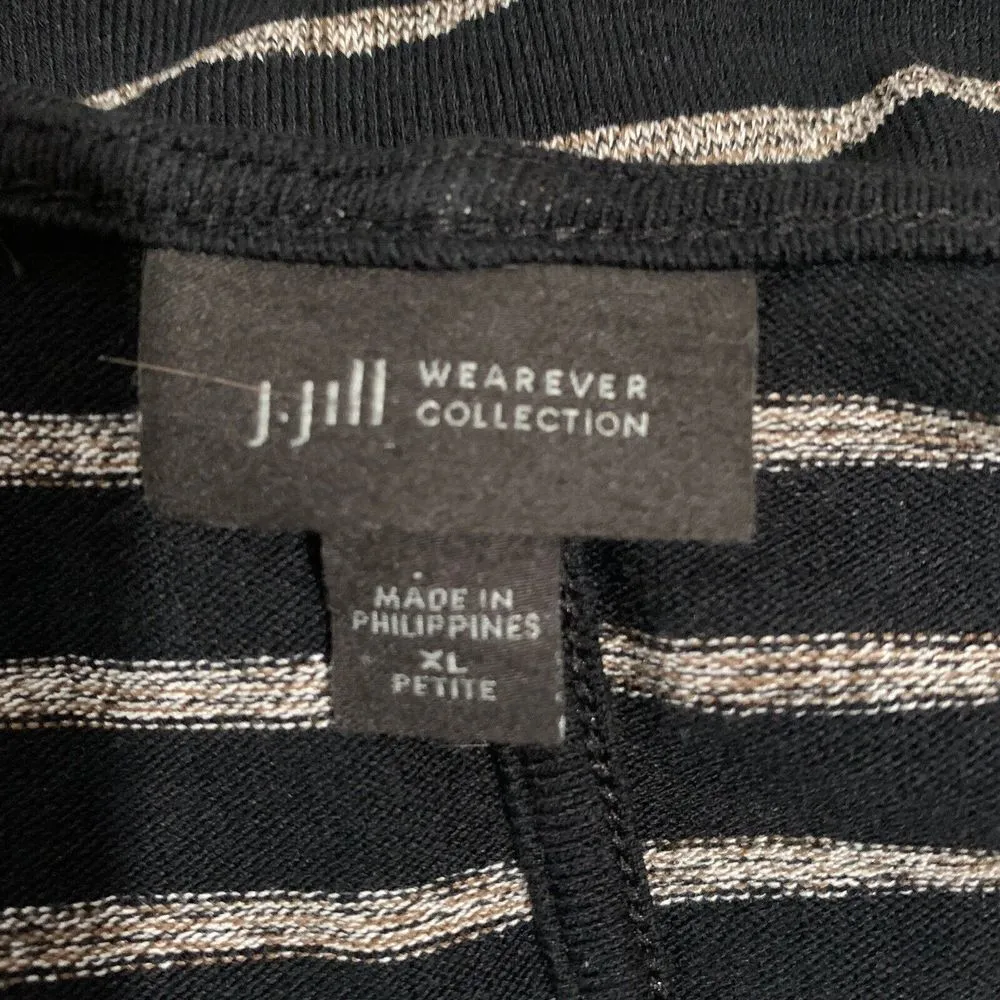 J.Jill WEAREVER
COLLECTION
MADE IN
PHILIPPINES
XL
PETITE